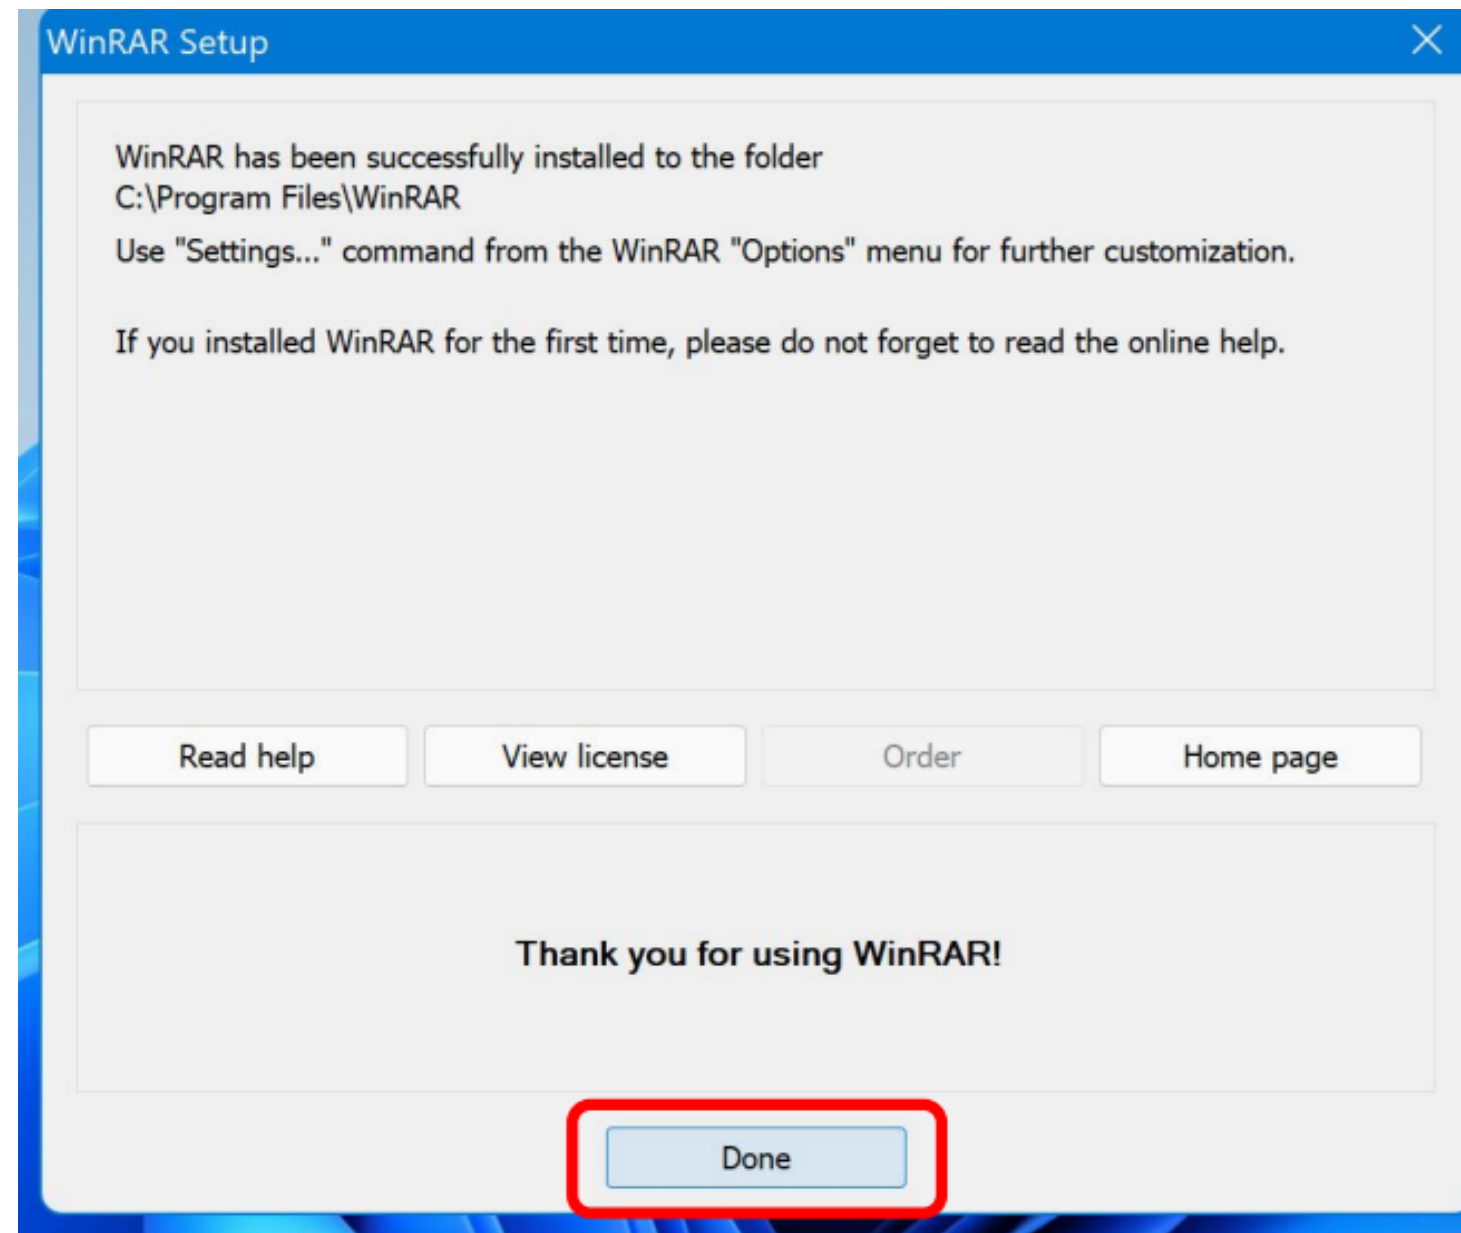 WinRAR Setup
WinRAR has been successfully installed to the folder
C:\Program Files\WinRAR
Use "Settings..." command from the WinRAR "Options" menu for further customization.
If you installed WinRAR for the first time, please do not forget to read the online help.
Read help
View license
Order
Home page
Thank you for using WinRAR!
Done